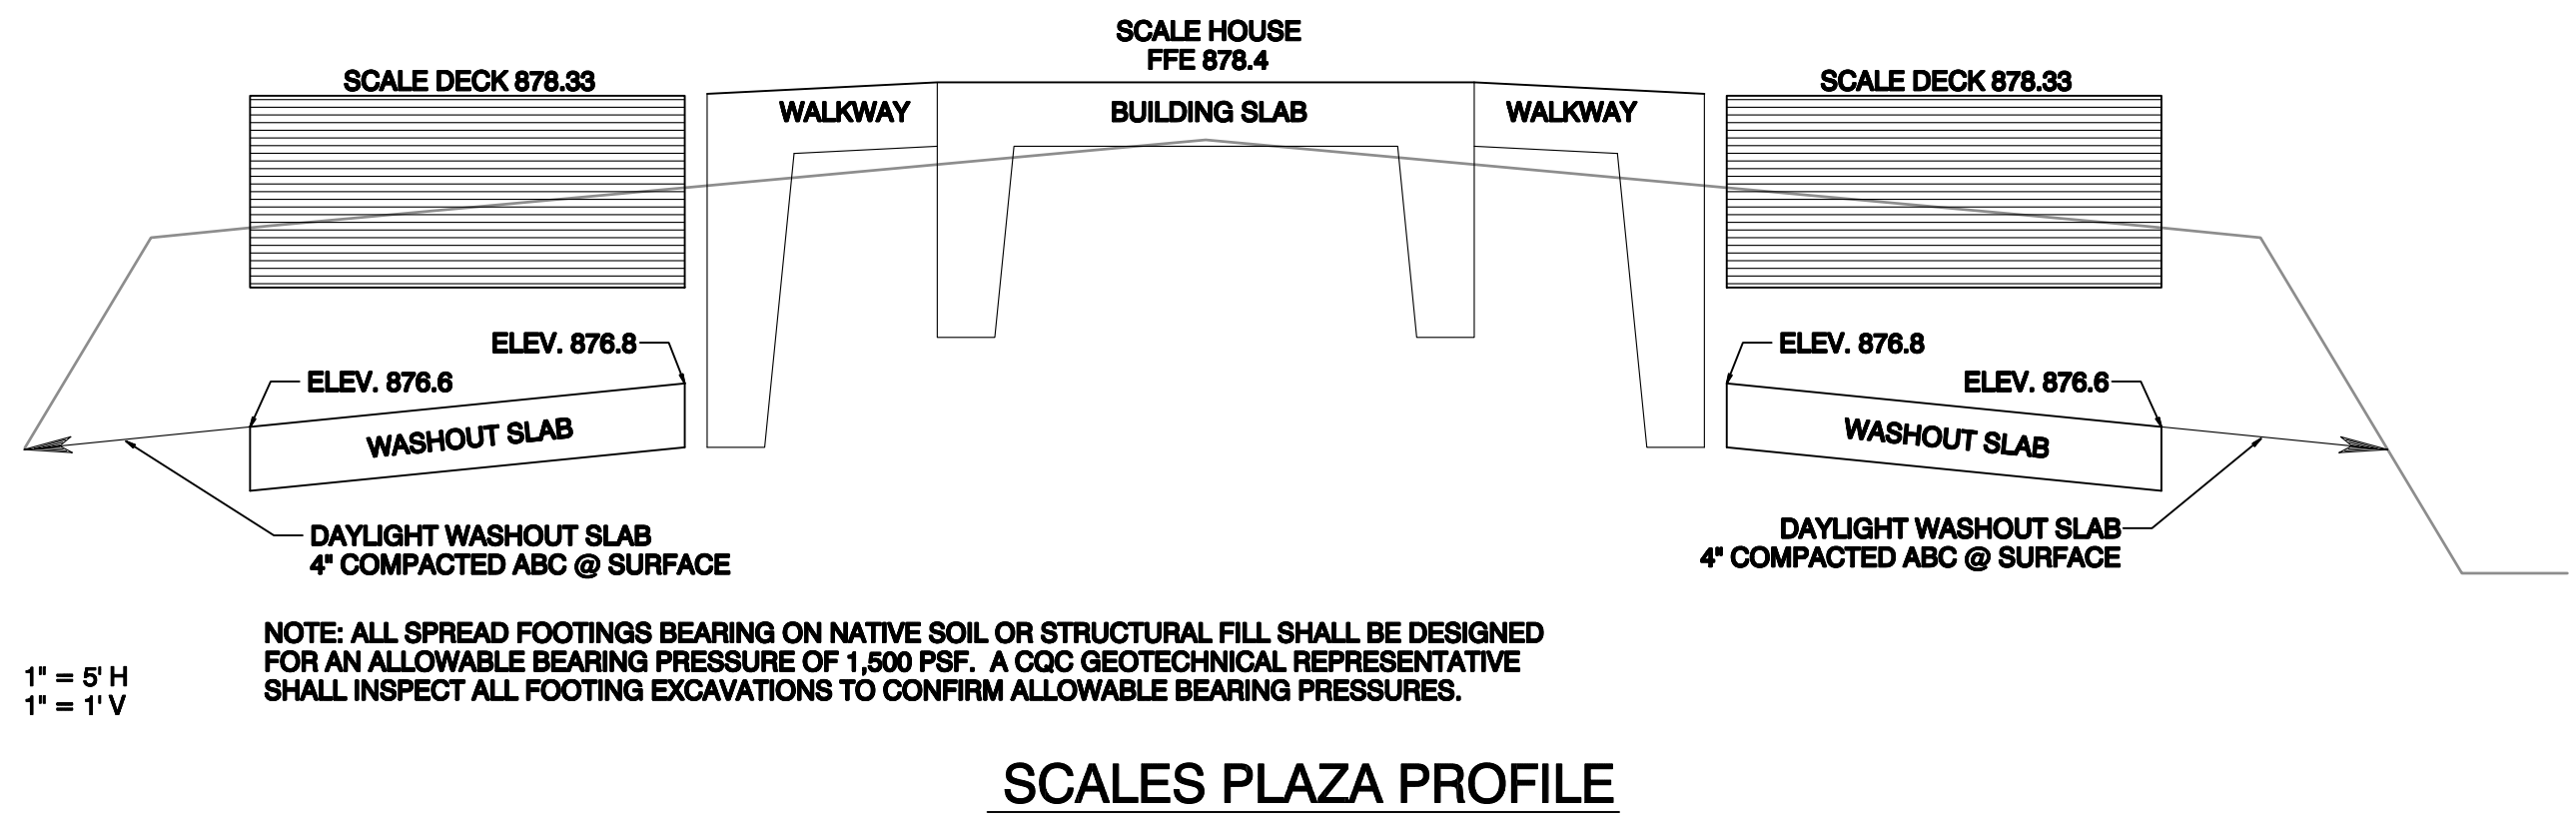 SCALE HOUSE
FFE 878.4
SCALE DECK 878.33
SCALE DECK 878.33
WALKWAY
BUILDING SLAB
WALKWAY
ELEV. 876.8
ELEV. 876.6
WASHOUT SLAB
ELEV. 876.8
ELEV. 876.6
WASHOUT SLAB
DAYLIGHT WASHOUT SLAB
4" COMPACTED ABC @ SURFACE
DAYLIGHT WASHOUT SLAB
4" COMPACTED ABC @ SURFACE
NOTE: ALL SPREAD FOOTINGS BEARING ON NATIVE SOIL OR STRUCTURAL FILL SHALL BE DESIGNED
FOR AN ALLOWABLE BEARING PRESSURE OF 1,500 PSF. A CQC GEOTECHNICAL REPRESENTATIVE
SHALL INSPECT ALL FOOTING EXCAVATIONS TO CONFIRM ALLOWABLE BEARING PRESSURES.
1" = 5' H
1" = 1' V
SCALES PLAZA PROFILE